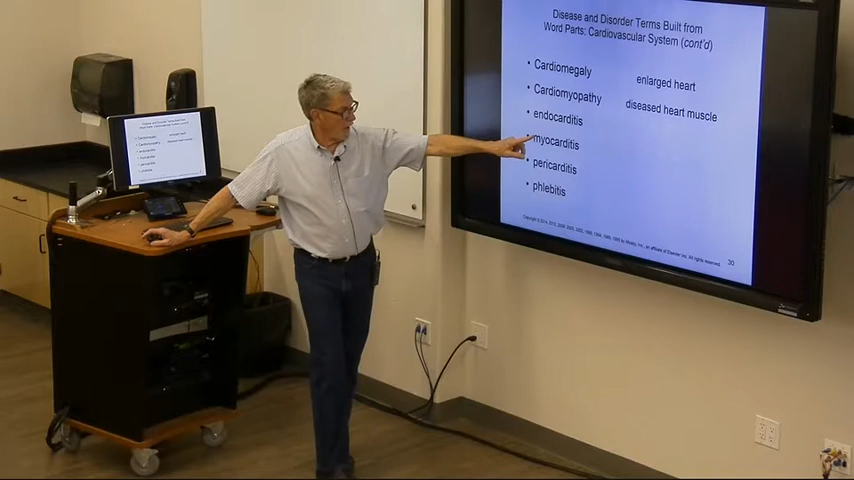 Disease and Disorder Terms Built from
Word Parts: Cardiovascular System (cont'd)
• Cardiomegaly enlarged heart
• Cardiomyopathy diseased heart muscle
• endocarditis
myocarditis
• pericarditis
• phlebitis
30